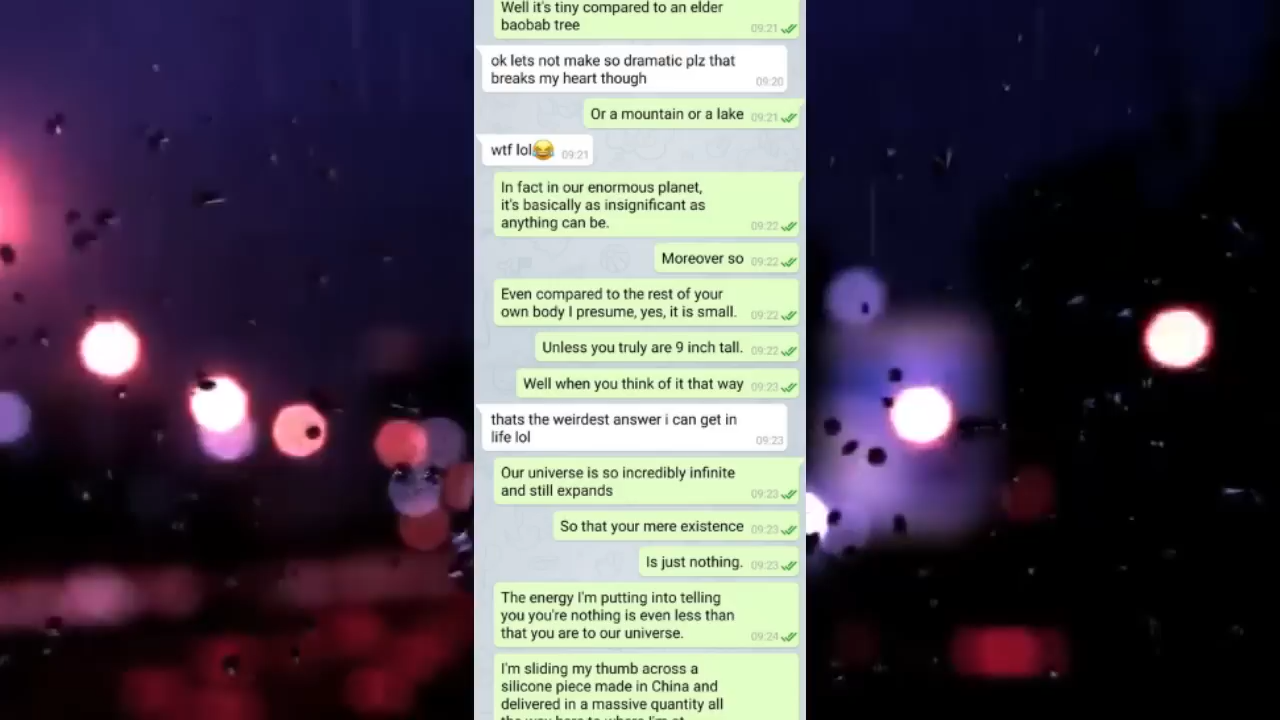 Well it's tiny compared to an elder
baobab tree
09:21
ok lets not make so dramatic plz that
breaks my heart though
09:20
Or a mountain or a lake 09:21
wtf lol😂 09:21
In fact in our enormous planet,
it's basically as insignificant as
anything can be.
09:22
Moreover so 09:22
Even compared to the rest of your
own body I presume, yes, it is small.
09:22
Unless you truly are 9 inch tall. 09:22
Well when you think of it that way 09:23
thats the weirdest answer i can get in
life lol
09:23
Our universe is so incredibly infinite
and still expands
09:23
So that your mere existence 09:23
Is just nothing. 09:23
The energy I'm putting into telling
you you're nothing is even less than
that you are to our universe.
09:24
I'm sliding my thumb across a
silicone piece made in China and
delivered in a massive quantity all
the way here to where I'm at